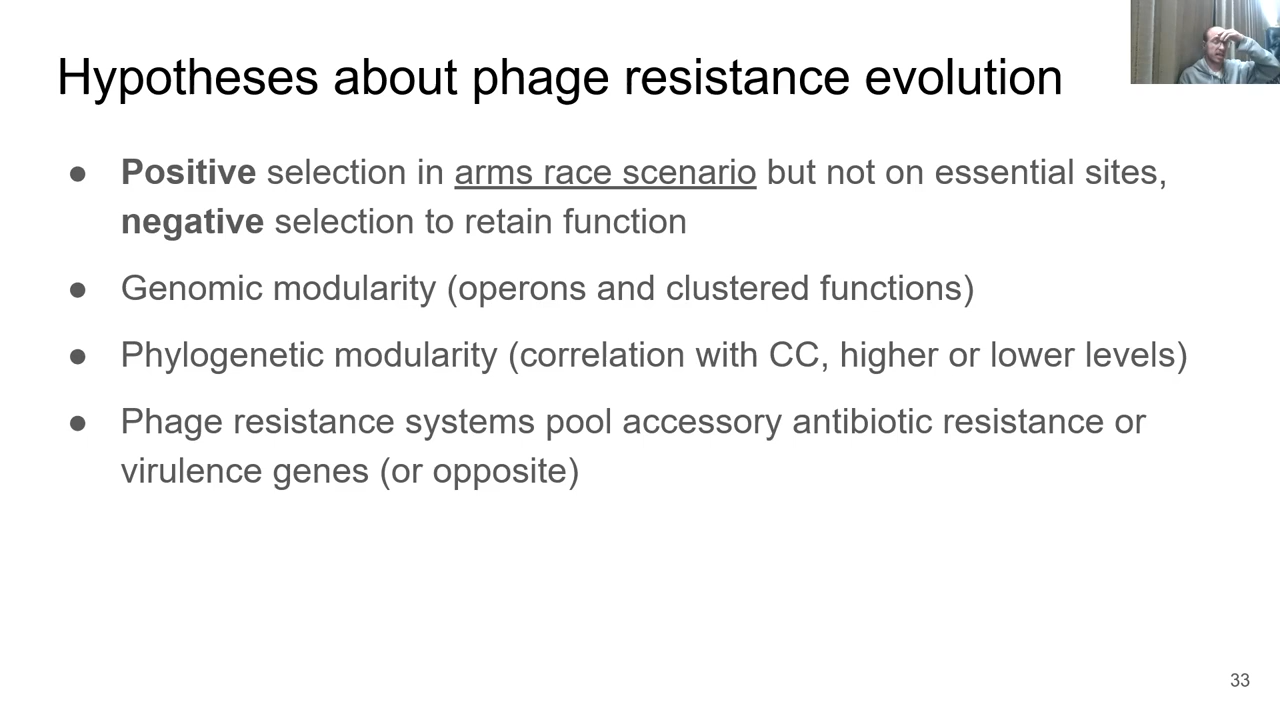 Hypotheses about phage resistance evolution
● Positive selection in arms race scenario but not on essential sites,
negative selection to retain function
● Genomic modularity (operons and clustered functions)
● Phylogenetic modularity (correlation with CC, higher or lower levels)
● Phage resistance systems pool accessory antibiotic resistance or
virulence genes (or opposite)
33